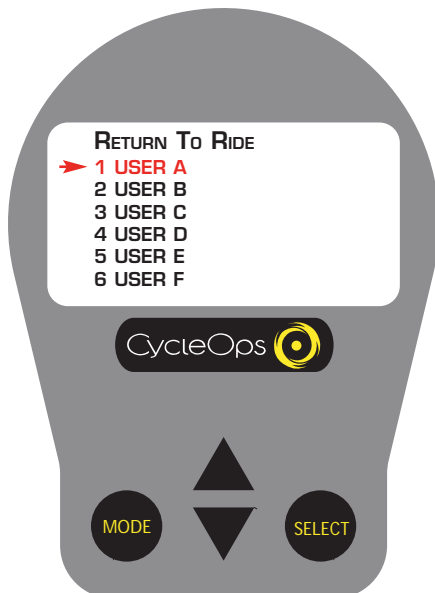 Return To Ride
1 USER A
2 USER B
3 USER C
4 USER D
5 USER E
6 USER F
CycleOps
MODE
SELECT